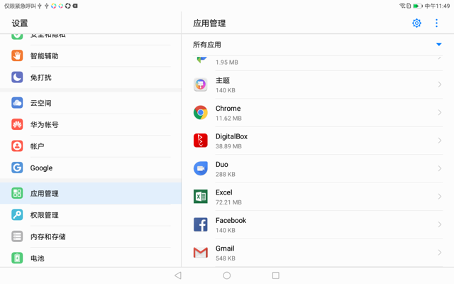 仅限紧急呼叫
中午11:49
设置
安全和隐私
智能辅助
免打扰
云空间
华为帐号
帐户
Google
应用管理
权限管理
内存和存储
电池
应用管理
所有应用
1.95 MB
主题
140 KB
Chrome
11.62 MB
DigitalBox
38.89 MB
Duo
288 KB
Excel
72.21 MB
Facebook
140 KB
Gmail
548 KB